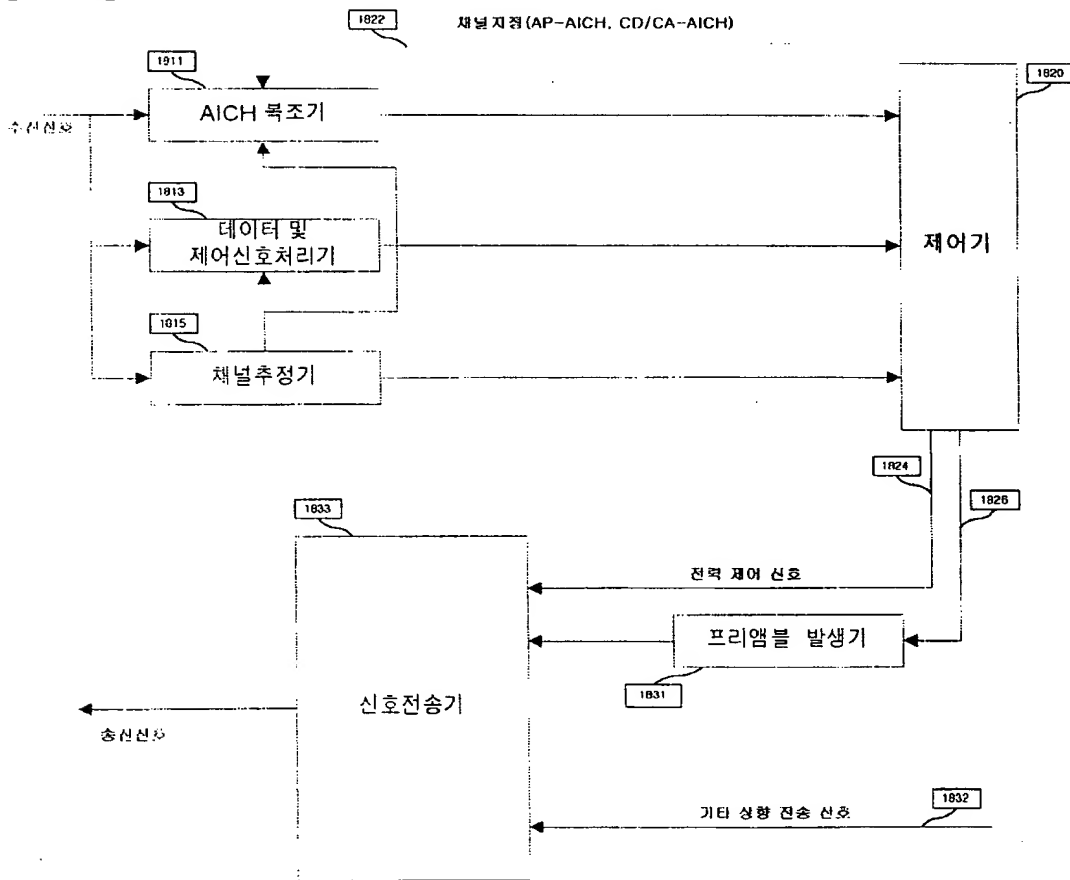 1822
채널지정(AP-AICH, CD/CA-AICH)
1811
1820
AICH 복조기
수신신호
1813
데이터 및
제어신호처리기
제어기
1815
채널추정기
1824
1826
1833
전력 제어 신호
프리앰블 발생기
1831
신호전송기
송신신호
1832
기타 상향 전송 신호